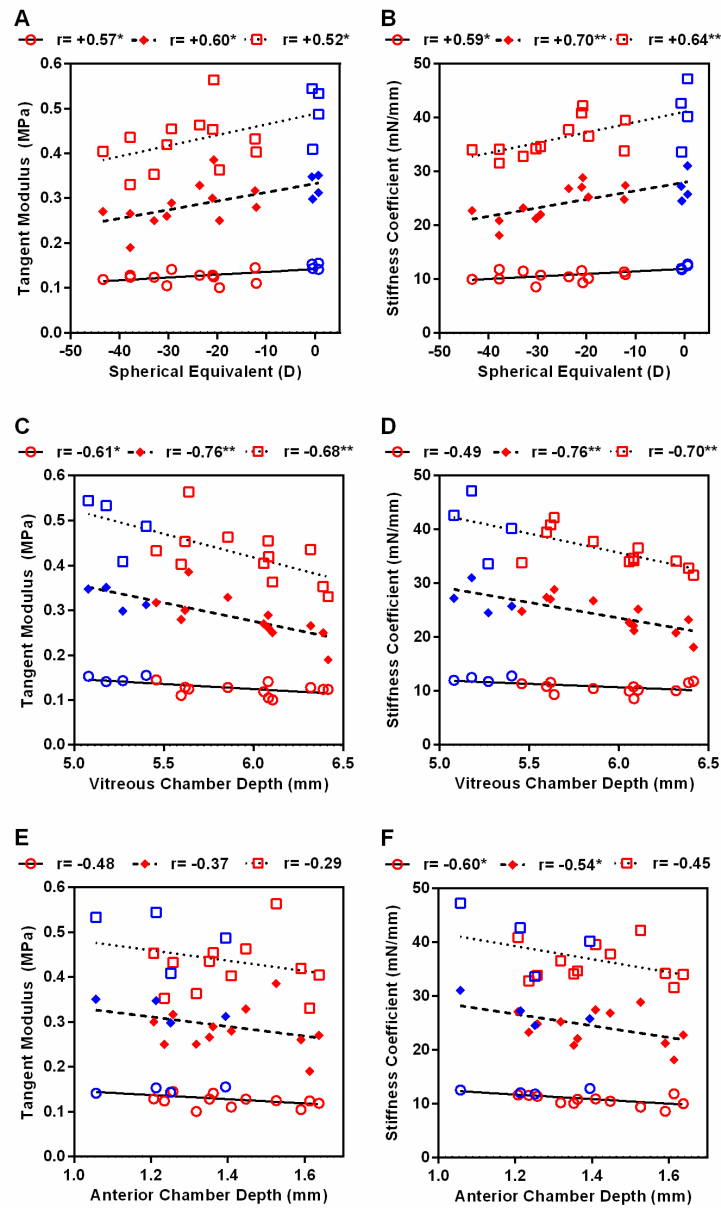 A
r= +0.57* r= +0.60* r= +0.52*
Tangent Modulus (MPa)
0.6
0.5
0.4
0.3
0.2
0.1
0.0
-50 -40 -30 -20 -10 0
Spherical Equivalent (D)
B
r= +0.59* r= +0.70** r= +0.64**
Stiffness Coefficient (mN/mm)
50
40
30
20
10
0
-50 -40 -30 -20 -10 0
Spherical Equivalent (D)
C
r= -0.61* r= -0.76** r= -0.68**
Tangent Modulus (MPa)
0.6
0.5
0.4
0.3
0.2
0.1
0.0
5.0 5.5 6.0 6.5
Vitreous Chamber Depth (mm)
D
r= -0.49 r= -0.76** r= -0.70**
Stiffness Coefficient (mN/mm)
50
40
30
20
10
0
5.0 5.5 6.0 6.5
Vitreous Chamber Depth (mm)
E
r= -0.48 r= -0.37 r= -0.29
Tangent Modulus (MPa)
0.6
0.5
0.4
0.3
0.2
0.1
0.0
1.0 1.2 1.4 1.6
Anterior Chamber Depth (mm)
F
r= -0.60* r= -0.54* r= -0.45
Stiffness Coefficient (mN/mm)
50
40
30
20
10
0
1.0 1.2 1.4 1.6
Anterior Chamber Depth (mm)